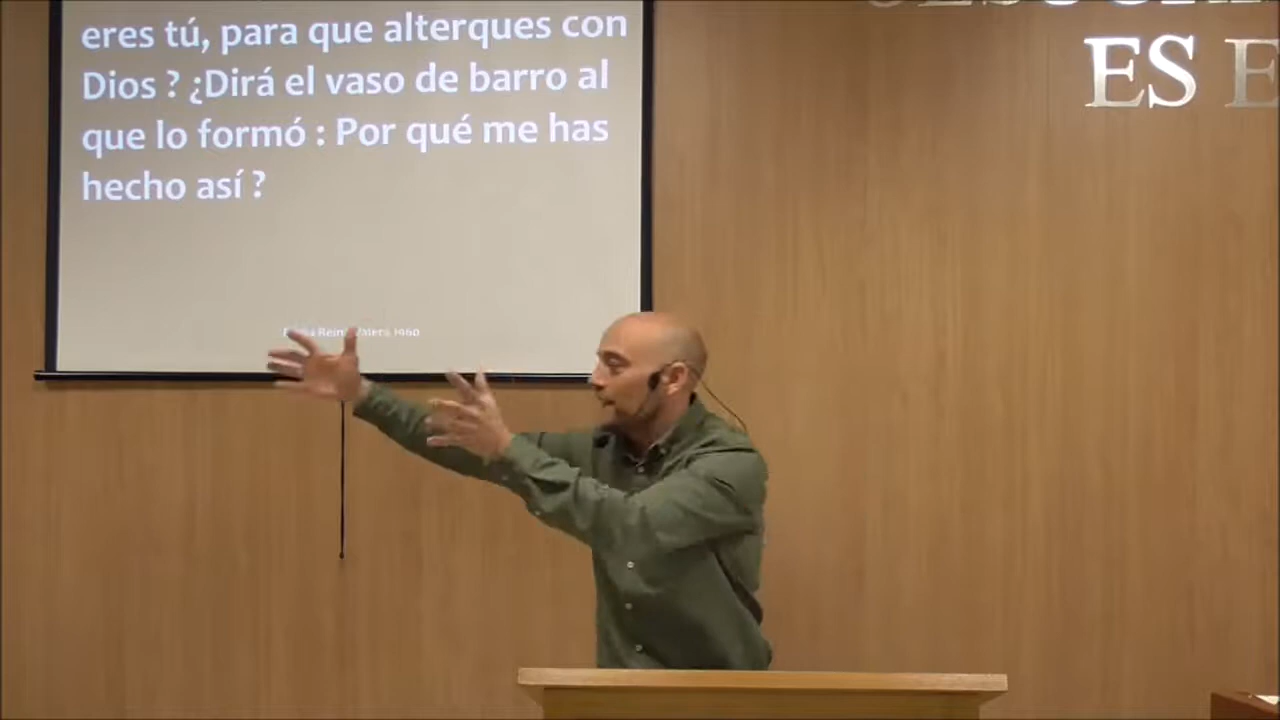 eres tú, para que alterques con
Dios ? ¿Dirá el vaso de barro al
que lo formó : Por qué me has
hecho así ?
1960
ES E